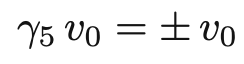 γ₅ v₀ = ± v₀